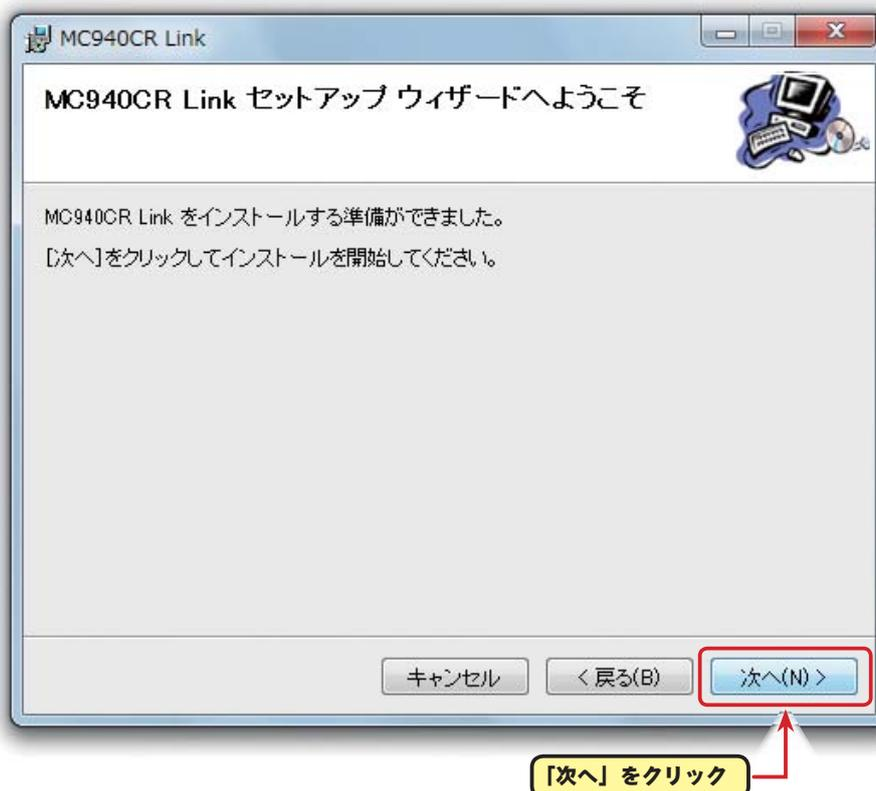 MC940CR Link
MC940CR Link セットアップ ウィザードへようこそ
MC940CR Link をインストールする準備ができました。
[次へ]をクリックしてインストールを開始してください。
キャンセル
< 戻る(B)
次へ(N) >
「次へ」をクリック